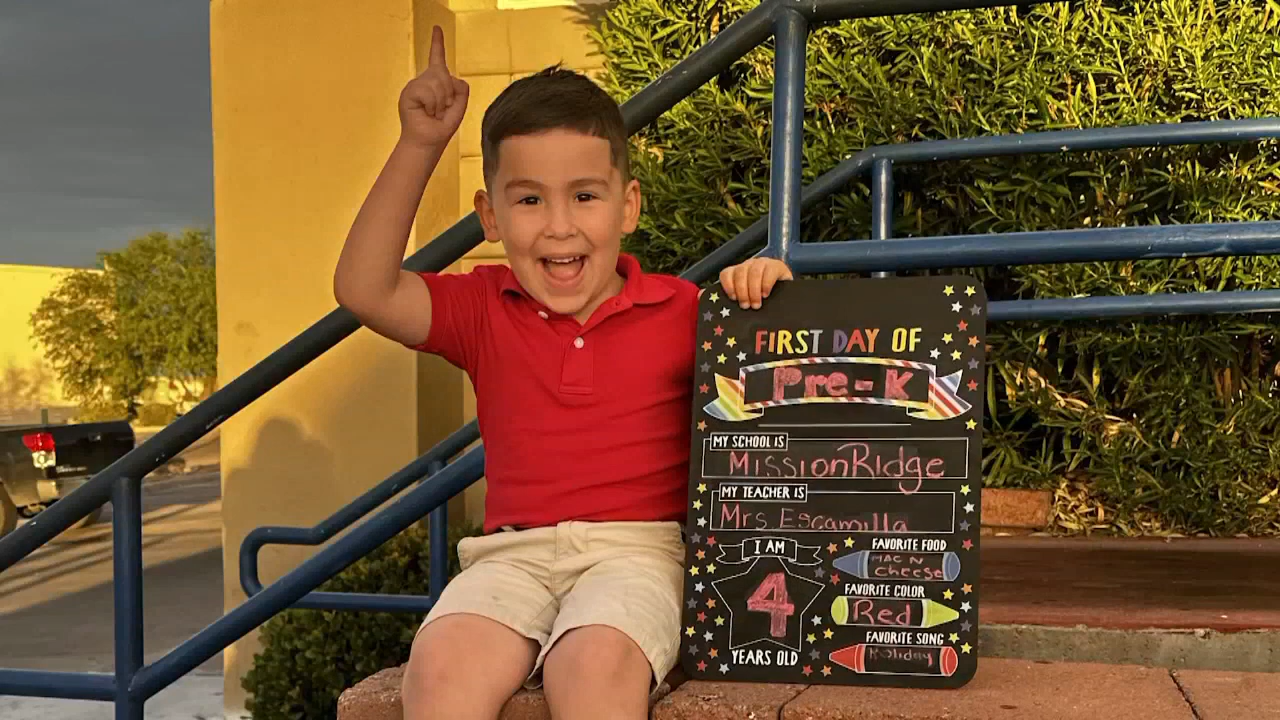 FIRST DAY OF
Pre-K
MY SCHOOL IS
MissionRidge
MY TEACHER IS
Mrs Escamilla
I AM
4
YEARS OLD
FAVORITE FOOD
MAC N
Cheese
FAVORITE COLOR
Red
FAVORITE SONG
Holiday